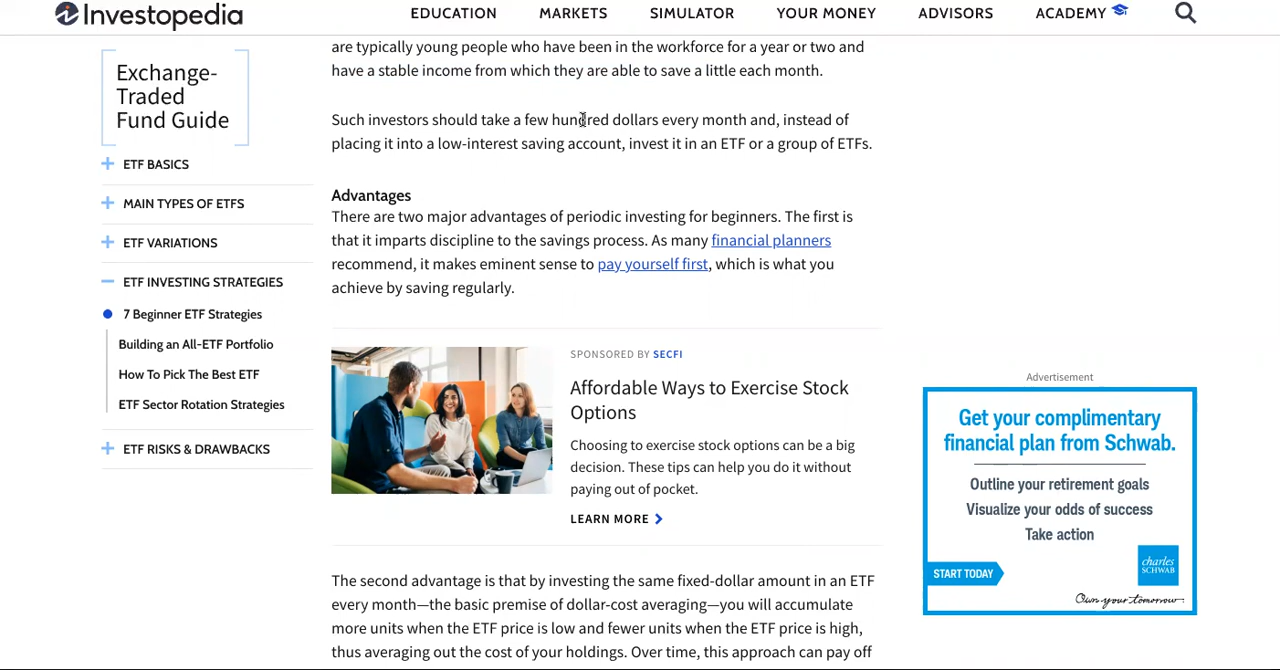 Investopedia
EDUCATION MARKETS SIMULATOR YOUR MONEY ADVISORS ACADEMY
Exchange-
Traded
Fund Guide
ETF BASICS
MAIN TYPES OF ETFS
ETF VARIATIONS
ETF INVESTING STRATEGIES
7 Beginner ETF Strategies
Building an All-ETF Portfolio
How To Pick The Best ETF
ETF Sector Rotation Strategies
ETF RISKS & DRAWBACKS
are typically young people who have been in the workforce for a year or two and
have a stable income from which they are able to save a little each month.
Such investors should take a few hundred dollars every month and, instead of
placing it into a low-interest saving account, invest it in an ETF or a group of ETFs.
Advantages
There are two major advantages of periodic investing for beginners. The first is
that it imparts discipline to the savings process. As many financial planners
recommend, it makes eminent sense to pay yourself first, which is what you
achieve by saving regularly.
SPONSORED BY SECFI
Affordable Ways to Exercise Stock
Options
Choosing to exercise stock options can be a big
decision. These tips can help you do it without
paying out of pocket.
LEARN MORE
The second advantage is that by investing the same fixed-dollar amount in an ETF
every month—the basic premise of dollar-cost averaging—you will accumulate
more units when the ETF price is low and fewer units when the ETF price is high,
thus averaging out the cost of your holdings. Over time, this approach can pay off
Advertisement
Get your complimentary
financial plan from Schwab.
Outline your retirement goals
Visualize your odds of success
Take action
START TODAY
charles
SCHWAB
Own your tomorrow.